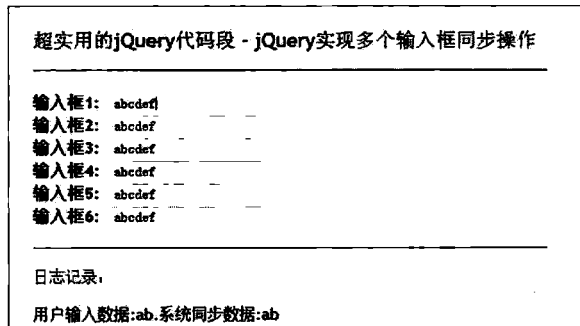 超实用的jQuery代码段 - jQuery实现多个输入框同步操作
输入框1: abcdef
输入框2: abcdef
输入框3: abcdef
输入框4: abcdef
输入框5: abcdef
输入框6: abcdef
日志记录:
用户输入数据:ab.系统同步数据:ab